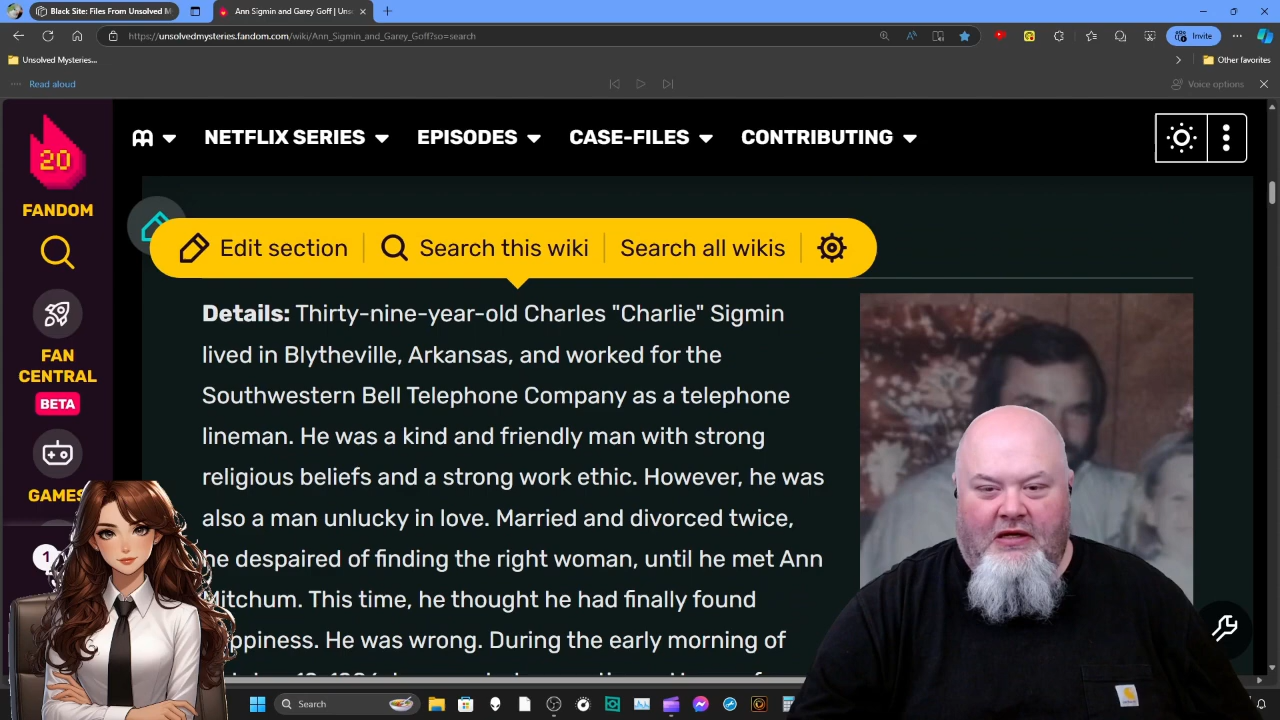 Black Site: Files From Unsolved M
Ann Sigmin and Garey Goff | Uns
https://unsolvedmysteries.fandom.com/wiki/Ann_Sigmin_and_Garey_Goff?so=search
Invite
Unsolved Mysteries...
Other favorites
Read aloud
Voice options
20
FANDOM
NETFLIX SERIES
EPISODES
CASE-FILES
CONTRIBUTING
Edit section
Search this wiki
Search all wikis
FAN
CENTRAL
BETA
GAMES
1
Details: Thirty-nine-year-old Charles "Charlie" Sigmin
lived in Blytheville, Arkansas, and worked for the
Southwestern Bell Telephone Company as a telephone
lineman. He was a kind and friendly man with strong
religious beliefs and a strong work ethic. However, he was
also a man unlucky in love. Married and divorced twice,
he despaired of finding the right woman, until he met Ann
Mitchum. This time, he thought he had finally found
ppiness. He was wrong. During the early morning of
Search